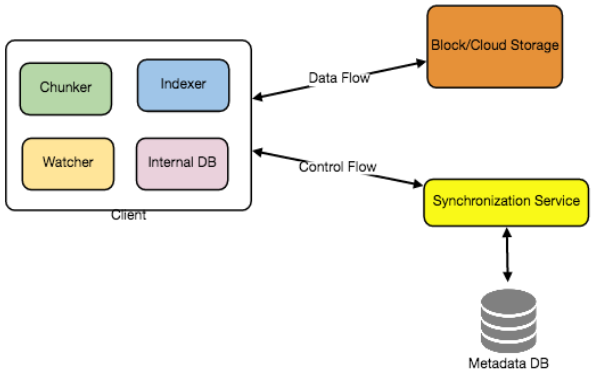 Block/Cloud Storage
Data Flow
Chunker
Indexer
Watcher
Internal DB
Client
Control Flow
Synchronization Service
Metadata DB